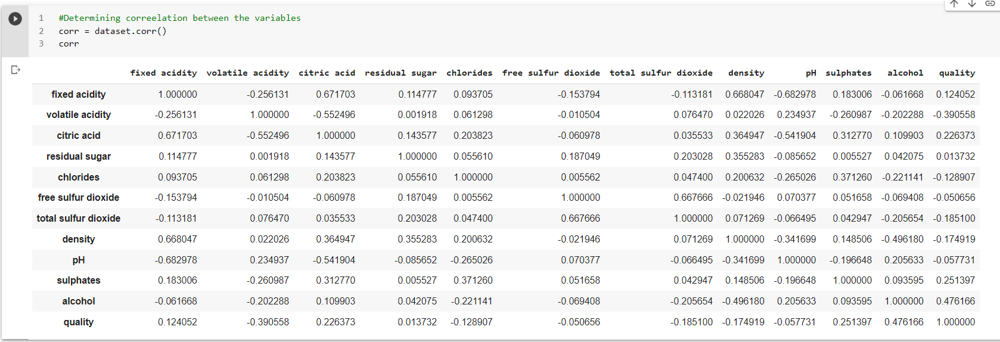 1 #Determining correelation between the variables
2 corr = dataset.corr()
3 corr
fixed acidity volatile acidity citric acid residual sugar chlorides free sulfur dioxide total sulfur dioxide density pH sulphates alcohol quality
fixed acidity 1.000000 -0.256131 0.671703 0.114777 0.093705 -0.153794 -0.113181 0.668047 -0.682978 0.183006 -0.061668 0.124052
volatile acidity -0.256131 1.000000 -0.552496 0.001918 0.061298 -0.010504 0.076470 0.022026 0.234937 -0.260987 -0.202288 -0.390558
citric acid 0.671703 -0.552496 1.000000 0.143577 0.203823 -0.060978 0.035533 0.364947 -0.541904 0.312770 0.109903 0.226373
residual sugar 0.114777 0.001918 0.143577 1.000000 0.055610 0.187049 0.203028 0.355283 -0.085652 0.005527 0.042075 0.013732
chlorides 0.093705 0.061298 0.203823 0.055610 1.000000 0.005562 0.047400 0.200632 -0.265026 0.371260 -0.221141 -0.128907
free sulfur dioxide -0.153794 -0.010504 -0.060978 0.187049 0.005562 1.000000 0.667666 -0.021946 0.070377 0.051658 -0.069408 -0.050656
total sulfur dioxide -0.113181 0.076470 0.035533 0.203028 0.047400 0.667666 1.000000 0.071269 -0.066495 0.042947 -0.205654 -0.185100
density 0.668047 0.022026 0.364947 0.355283 0.200632 -0.021946 0.071269 1.000000 -0.341699 0.148506 -0.496180 -0.174919
pH -0.682978 0.234937 -0.541904 -0.085652 -0.265026 0.070377 -0.066495 -0.341699 1.000000 -0.196648 0.205633 -0.057731
sulphates 0.183006 -0.260987 0.312770 0.005527 0.371260 0.051658 0.042947 0.148506 -0.196648 1.000000 0.093595 0.251397
alcohol -0.061668 -0.202288 0.109903 0.042075 -0.221141 -0.069408 -0.205654 -0.496180 0.205633 0.093595 1.000000 0.476166
quality 0.124052 -0.390558 0.226373 0.013732 -0.128907 -0.050656 -0.185100 -0.174919 -0.057731 0.251397 0.476166 1.000000